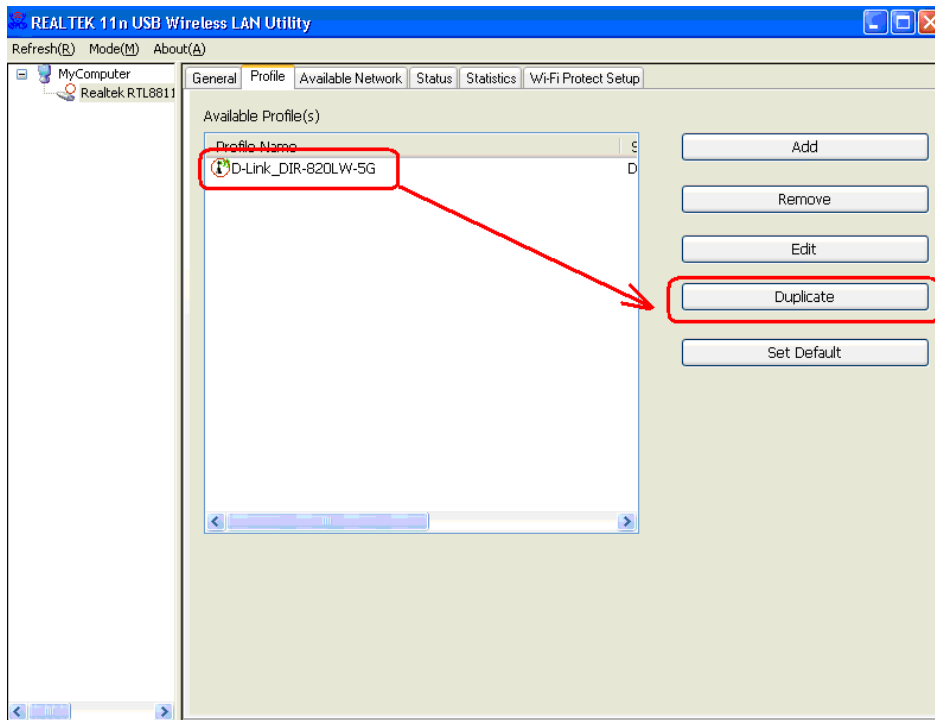 REALTEK 11n USB Wireless LAN Utility
Refresh(R) Mode(M) About(A)
MyComputer
Realtek RTL8811
General Profile Available Network Status Statistics Wi-Fi Protect Setup
Available Profile(s)
Profile Name S
D-Link_DIR-820LW-5G D
Add
Remove
Edit
Duplicate
Set Default